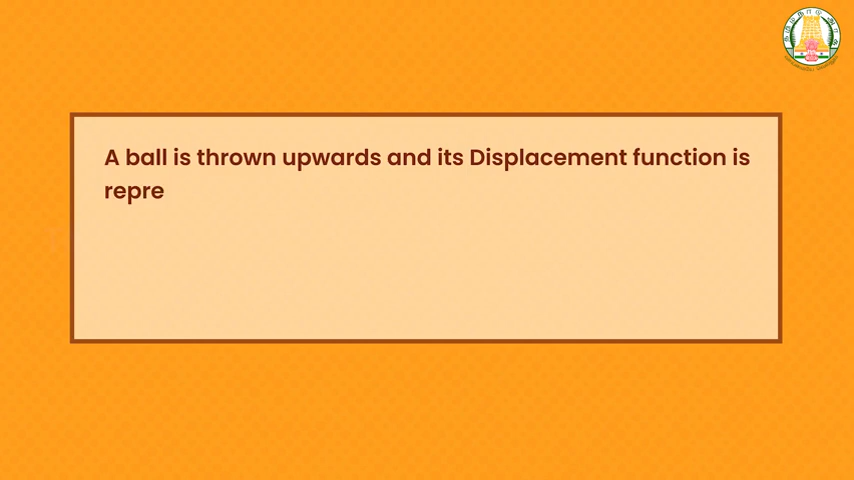 A ball is thrown upwards and its Displacement function is
repre